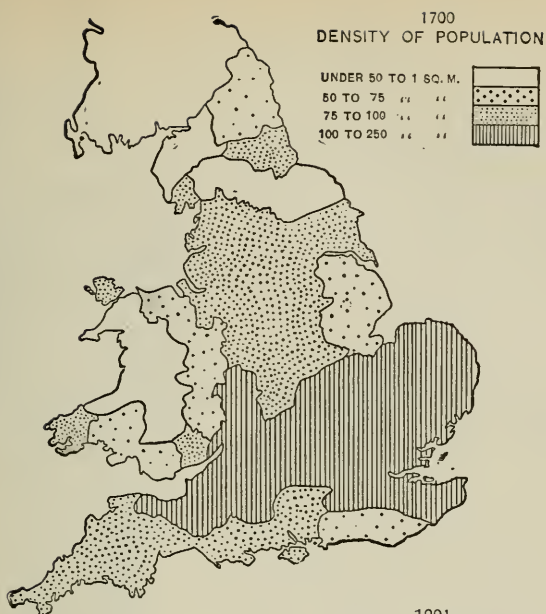 1700
DENSITY OF POPULATION
UNDER 50 TO 1 SQ. M.
50 TO 75 " "
75 TO 100 " "
100 TO 250 " "